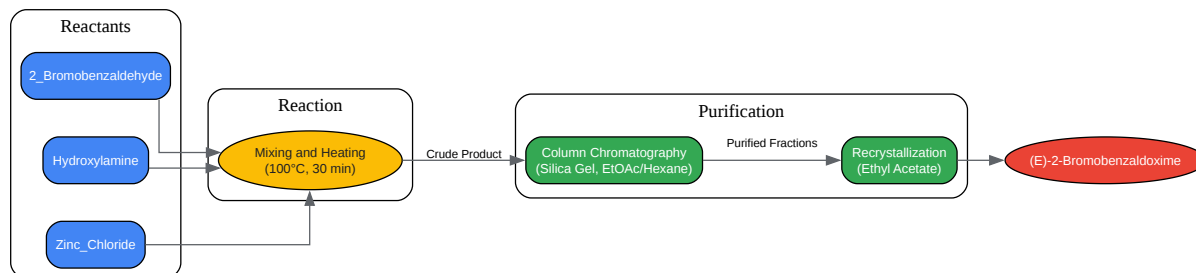 Reactants
2_Bromobenzaldehyde
Hydroxylamine
Zinc_Chloride
Reaction
Mixing and Heating
(100°C, 30 min)
Crude Product
Purification
Column Chromatography
(Silica Gel, EtOAc/Hexane)
Purified Fractions
Recrystallization
(Ethyl Acetate)
(E)-2-Bromobenzaldoxime